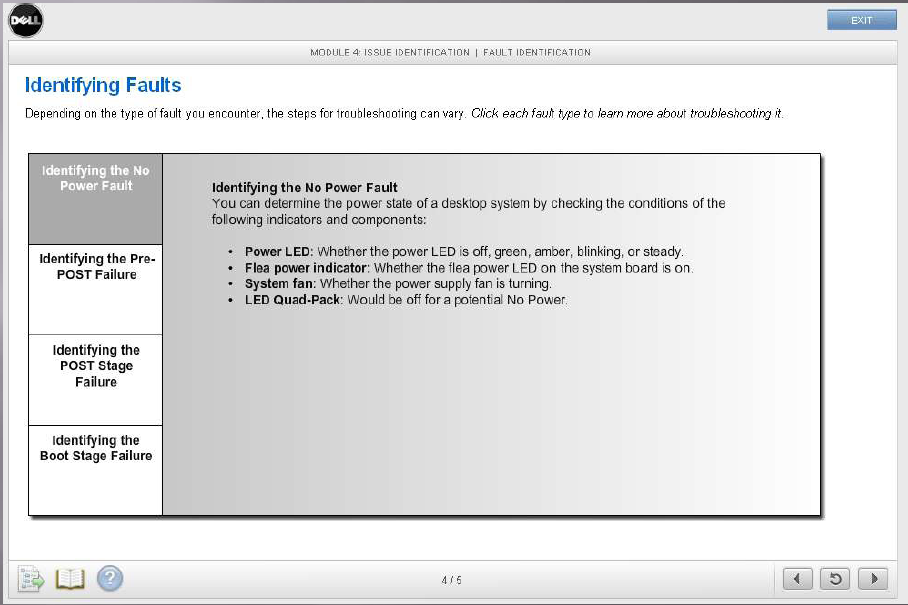 DELL
EXIT
MODULE 4: ISSUE IDENTIFICATION | FAULT IDENTIFICATION
Identifying Faults
Depending on the type of fault you encounter, the steps for troubleshooting can vary. Click each fault type to learn more about troubleshooting it.
Identifying the No
Power Fault
Identifying the Pre-
POST Failure
Identifying the
POST Stage
Failure
Identifying the
Boot Stage Failure
Identifying the No Power Fault
You can determine the power state of a desktop system by checking the conditions of the
following indicators and components:
• Power LED: Whether the power LED is off, green, amber, blinking, or steady.
• Flea power indicator: Whether the flea power LED on the system board is on.
• System fan: Whether the power supply fan is turning.
• LED Quad-Pack: Would be off for a potential No Power.
4 / 6